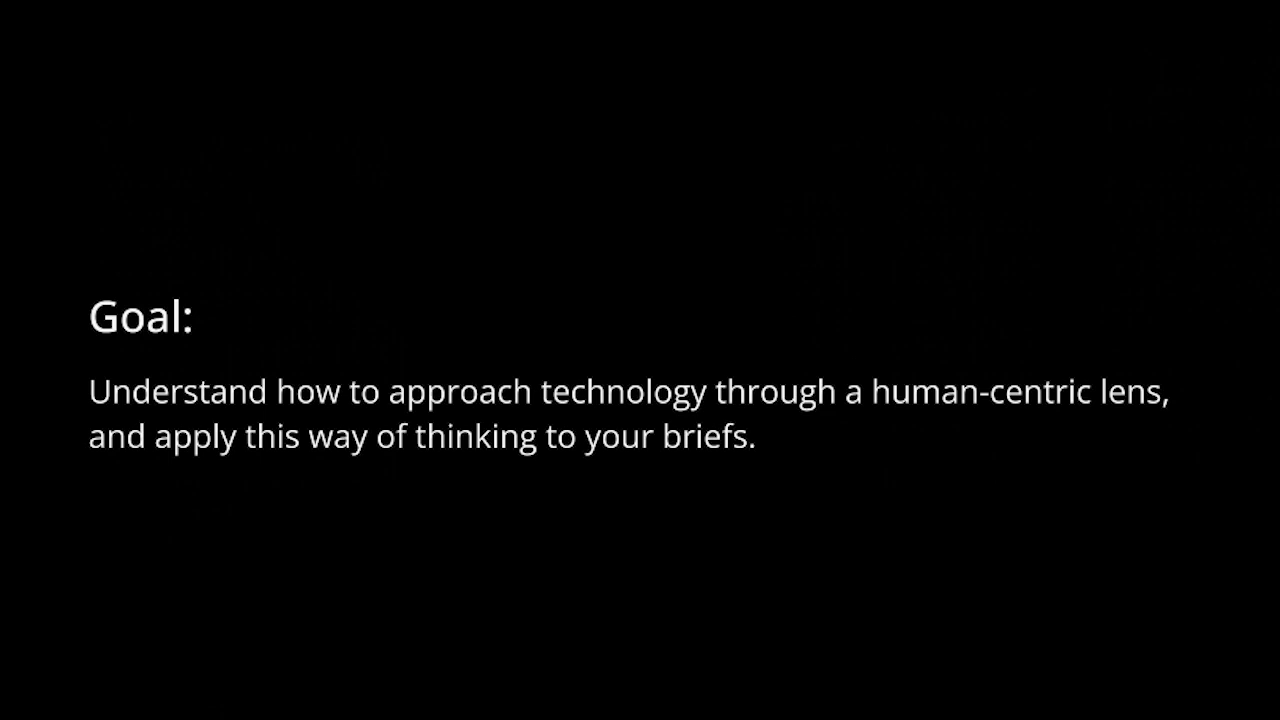 Goal:
Understand how to approach technology through a human-centric lens,
and apply this way of thinking to your briefs.